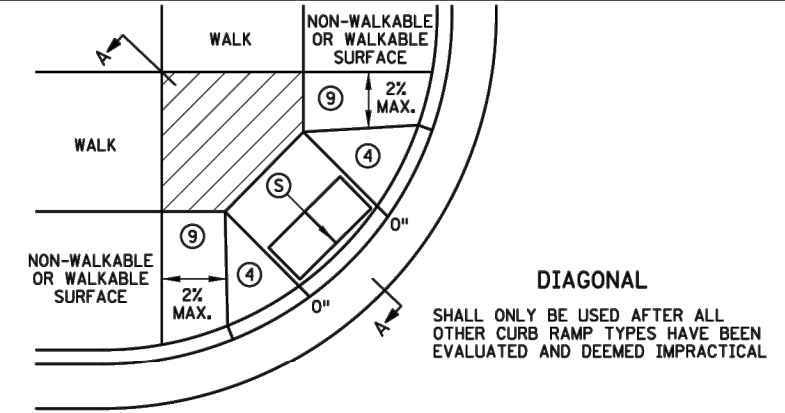 NON-WALKABLE
OR WALKABLE
SURFACE
WALK
A
9
2%
MAX.
WALK
4
S
0"
9
NON-WALKABLE
OR WALKABLE
SURFACE
2%
MAX.
4
0"
A
DIAGONAL
SHALL ONLY BE USED AFTER ALL
OTHER CURB RAMP TYPES HAVE BEEN
EVALUATED AND DEEMED IMPRACTICAL